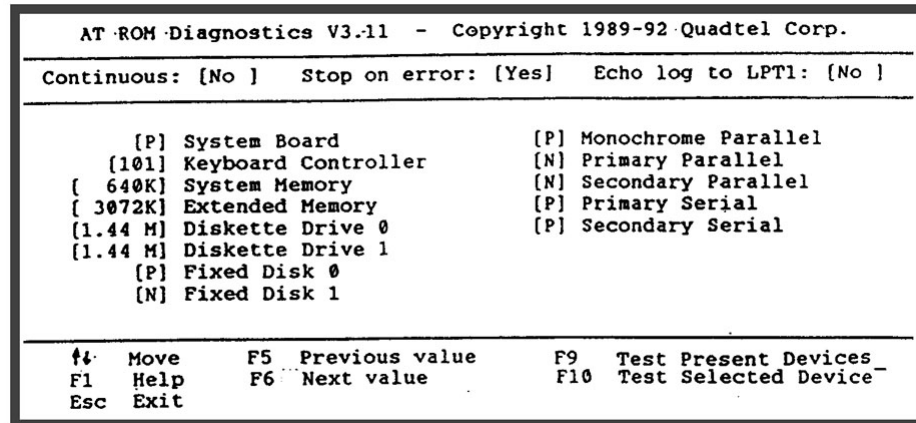 AT ROM Diagnostics V3.11 - Copyright 1989-92 Quadtel Corp.
Continuous: [No ] Stop on error: [Yes] Echo log to LPT1: [No ]
[P] System Board [P] Monochrome Parallel
[101] Keyboard Controller [N] Primary Parallel
[ 640K] System Memory [N] Secondary Parallel
[ 3072K] Extended Memory [P] Primary Serial
[1.44 M] Diskette Drive 0 [P] Secondary Serial
[1.44 M] Diskette Drive 1
[P] Fixed Disk 0
[N] Fixed Disk 1
↑↓ Move F5 Previous value F9 Test Present Devices
F1 Help F6 Next value F10 Test Selected Device
Esc Exit